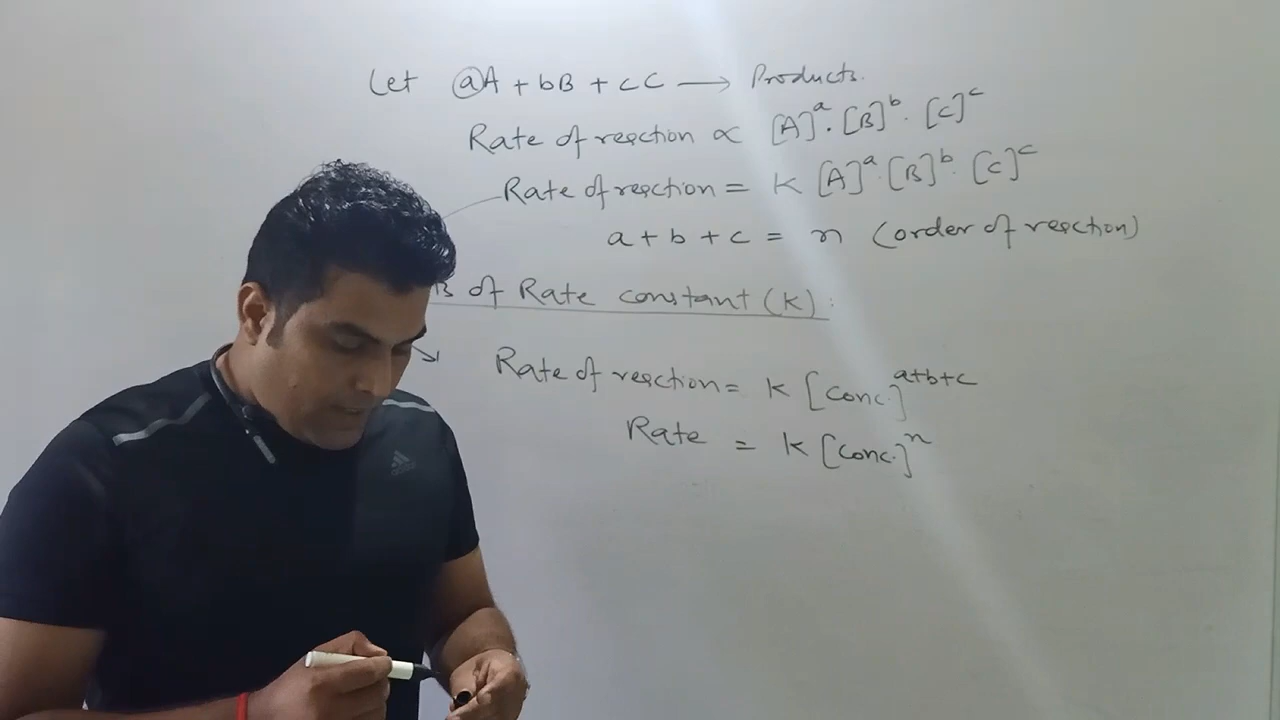 Let aA + bB + cC → Products.
Rate of reaction ∝ [A]ᵃ · [B]ᵇ · [C]ᶜ
Rate of reaction = K [A]ᵃ · [B]ᵇ · [C]ᶜ
a + b + c = n (order of reaction)
of Rate constant (K) :
Rate of reaction = K [Conc.]ᵃ⁺ᵇ⁺ᶜ
Rate = K [Conc.]ⁿ
adidas